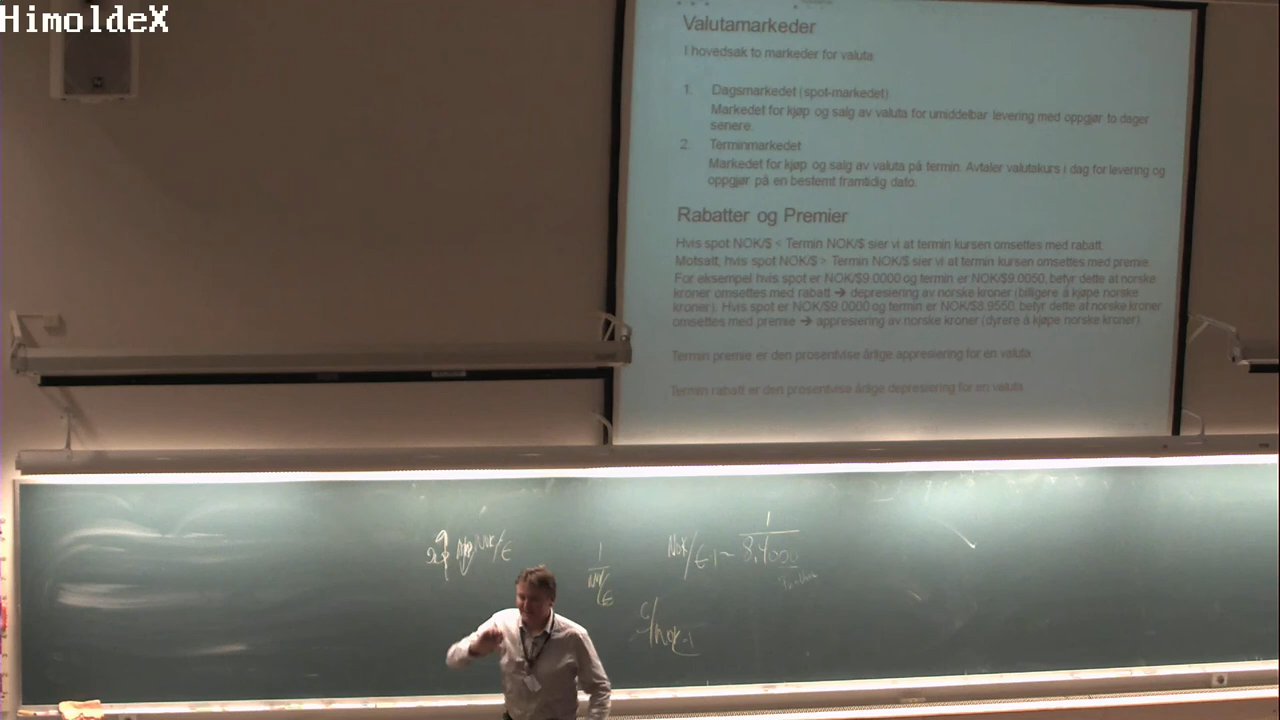 HimoldeX
Valutamarkeder
I hovedsak to markeder for valuta:
1. Dagsmarkedet (spot-markedet)
Markedet for kjøp og salg av valuta for umiddelbar levering med oppgjør to dager
senere.
2. Terminmarkedet
Markedet for kjøp og salg av valuta på termin. Avtaler valutakurs i dag for levering og
oppgjør på en bestemt framtidig dato.
Rabatter og Premier
Hvis spot NOK/$ < Termin NOK/$ sier vi at termin kursen omsettes med rabatt.
Motsatt, hvis spot NOK/$ > Termin NOK/$ sier vi at termin kursen omsettes med premie.
For eksempel hvis spot er NOK/$9.0000 og termin er NOK/$9.0050, betyr dette at norske
kroner omsettes med rabatt → depresiering av norske kroner (billigere å kjøpe norske
kroner). Hvis spot er NOK/$9.0000 og termin er NOK/$8.9550, betyr dette at norske kroner
omsettes med premie → appresiering av norske kroner (dyrere å kjøpe norske kroner)
Termin premie er den prosentvise årlige appresiering for en valuta
Termin rabatt er den prosentvise årlige depresiering for en valuta
NOK/€
1
NOK/€
1
8,4000